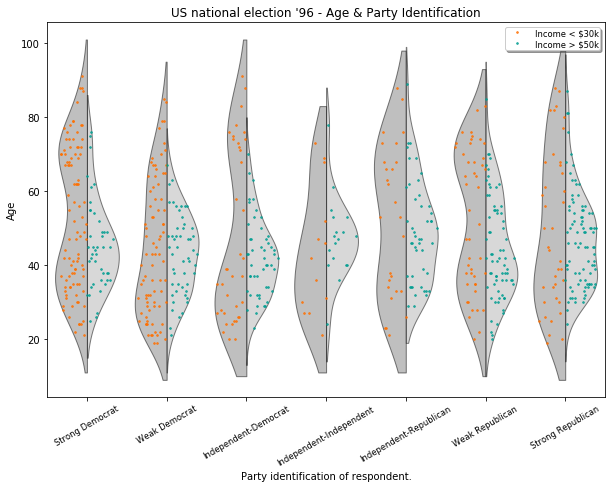 US national election '96 - Age & Party Identification
Income < $30k
Income > $50k
100
80
60
40
20
Age
Strong Democrat
Weak Democrat
Independent-Democrat
Independent-Independent
Independent-Republican
Weak Republican
Strong Republican
Party identification of respondent.